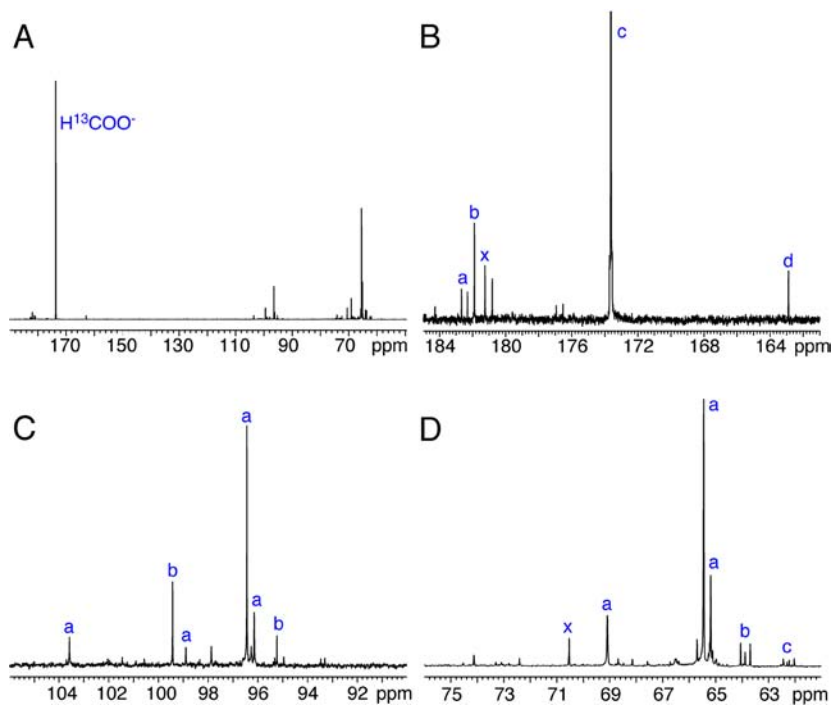 A
H¹³COO⁻
170 150 130 110 90 70 ppm
B
c
b
x
a
d
184 180 176 172 168 164 ppm
C
a
b
a
a
a
b
104 102 100 98 96 94 92 ppm
D
a
a
a
x
b
c
75 73 71 69 67 65 63 ppm